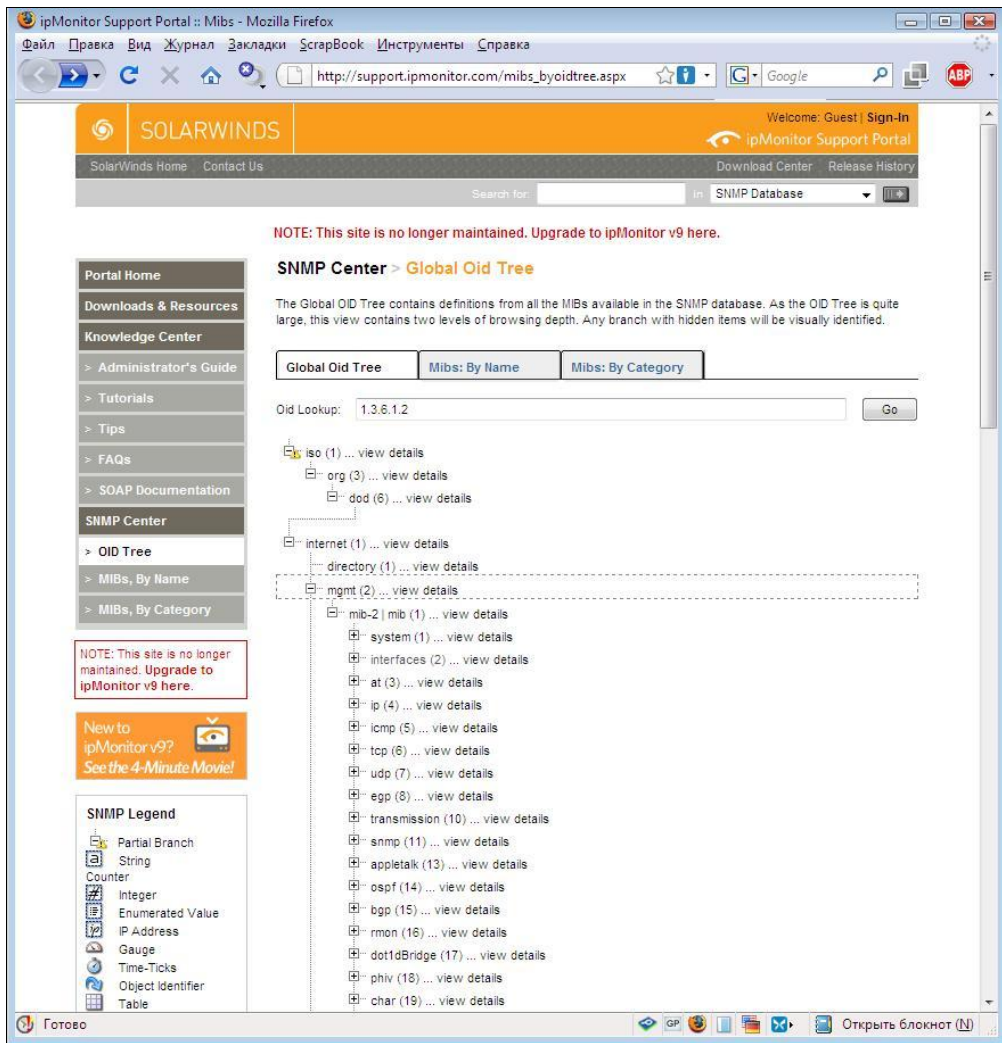 ipMonitor Support Portal :: Mibs - Mozilla Firefox
Файл Правка Вид Журнал Закладки ScrapBook Инструменты Справка
http://support.ipmonitor.com/mibs_byoidtree.aspx G Google ABP
SOLARWINDS
Welcome: Guest | Sign-In
ipMonitor Support Portal
SolarWinds Home Contact Us Download Center Release History
Search for: in SNMP Database
NOTE: This site is no longer maintained. Upgrade to ipMonitor v9 here.
Portal Home
Downloads & Resources
Knowledge Center
> Administrator's Guide
> Tutorials
> Tips
> FAQs
> SOAP Documentation
SNMP Center
> OID Tree
> MIBs, By Name
> MIBs, By Category
NOTE: This site is no longer
maintained. Upgrade to
ipMonitor v9 here.
New to
ipMonitor v9?
See the 4-Minute Movie!
SNMP Legend
Partial Branch
a String
Counter
# Integer
Enumerated Value
ip IP Address
Gauge
Time-Ticks
Object Identifier
Table
SNMP Center > Global Oid Tree
The Global OID Tree contains definitions from all the MIBs available in the SNMP database. As the OID Tree is quite
large, this view contains two levels of browsing depth. Any branch with hidden items will be visually identified.
Global Oid Tree Mibs: By Name Mibs: By Category
Oid Lookup: 1.3.6.1.2 Go
iso (1) ... view details
org (3) ... view details
dod (6) ... view details
internet (1) ... view details
directory (1) ... view details
mgmt (2) ... view details
mib-2 | mib (1) ... view details
system (1) ... view details
interfaces (2) ... view details
at (3) ... view details
ip (4) ... view details
icmp (5) ... view details
tcp (6) ... view details
udp (7) ... view details
egp (8) ... view details
transmission (10) ... view details
snmp (11) ... view details
appletalk (13) ... view details
ospf (14) ... view details
bgp (15) ... view details
rmon (16) ... view details
dot1dBridge (17) ... view details
phiv (18) ... view details
char (19) ... view details
Готово GP Открыть блокнот (N)